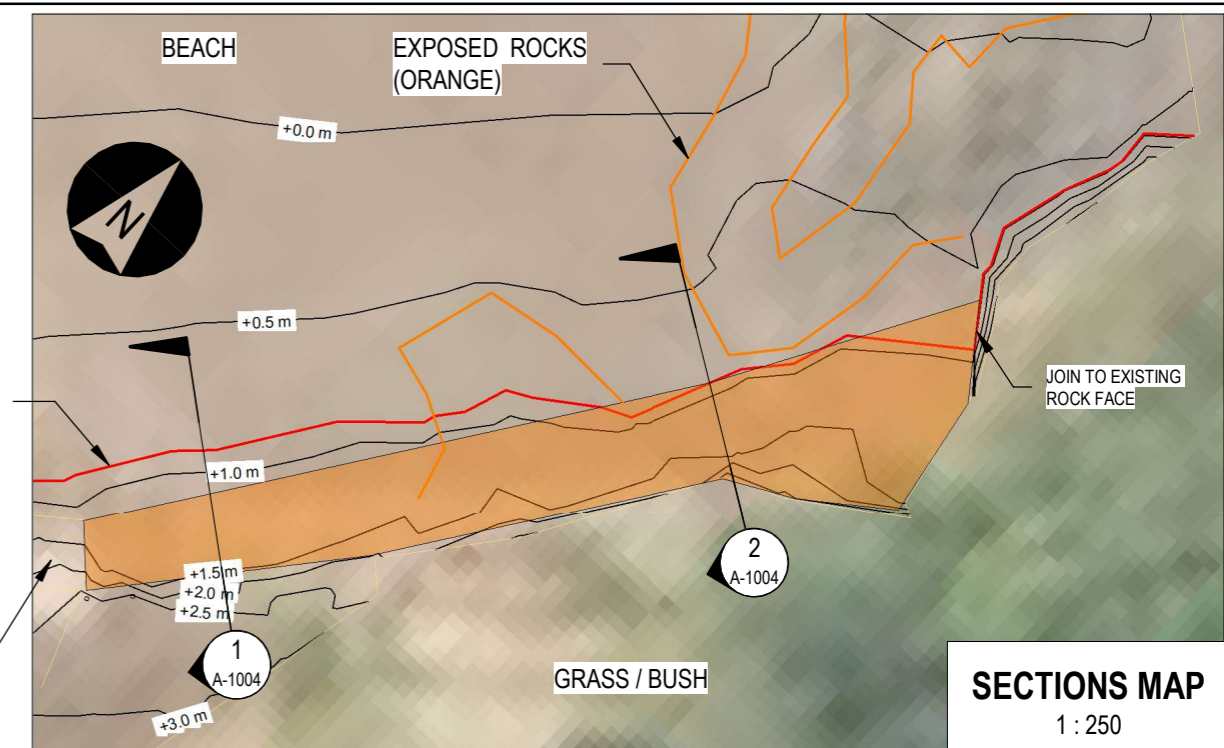 BEACH
EXPOSED ROCKS
(ORANGE)
+0.0 m
N
+0.5 m
JOIN TO EXISTING
ROCK FACE
+1.0 m
2
A-1004
+1.5 m
+2.0 m
+2.5 m
1
A-1004
GRASS / BUSH
+3.0 m
SECTIONS MAP
1 : 250